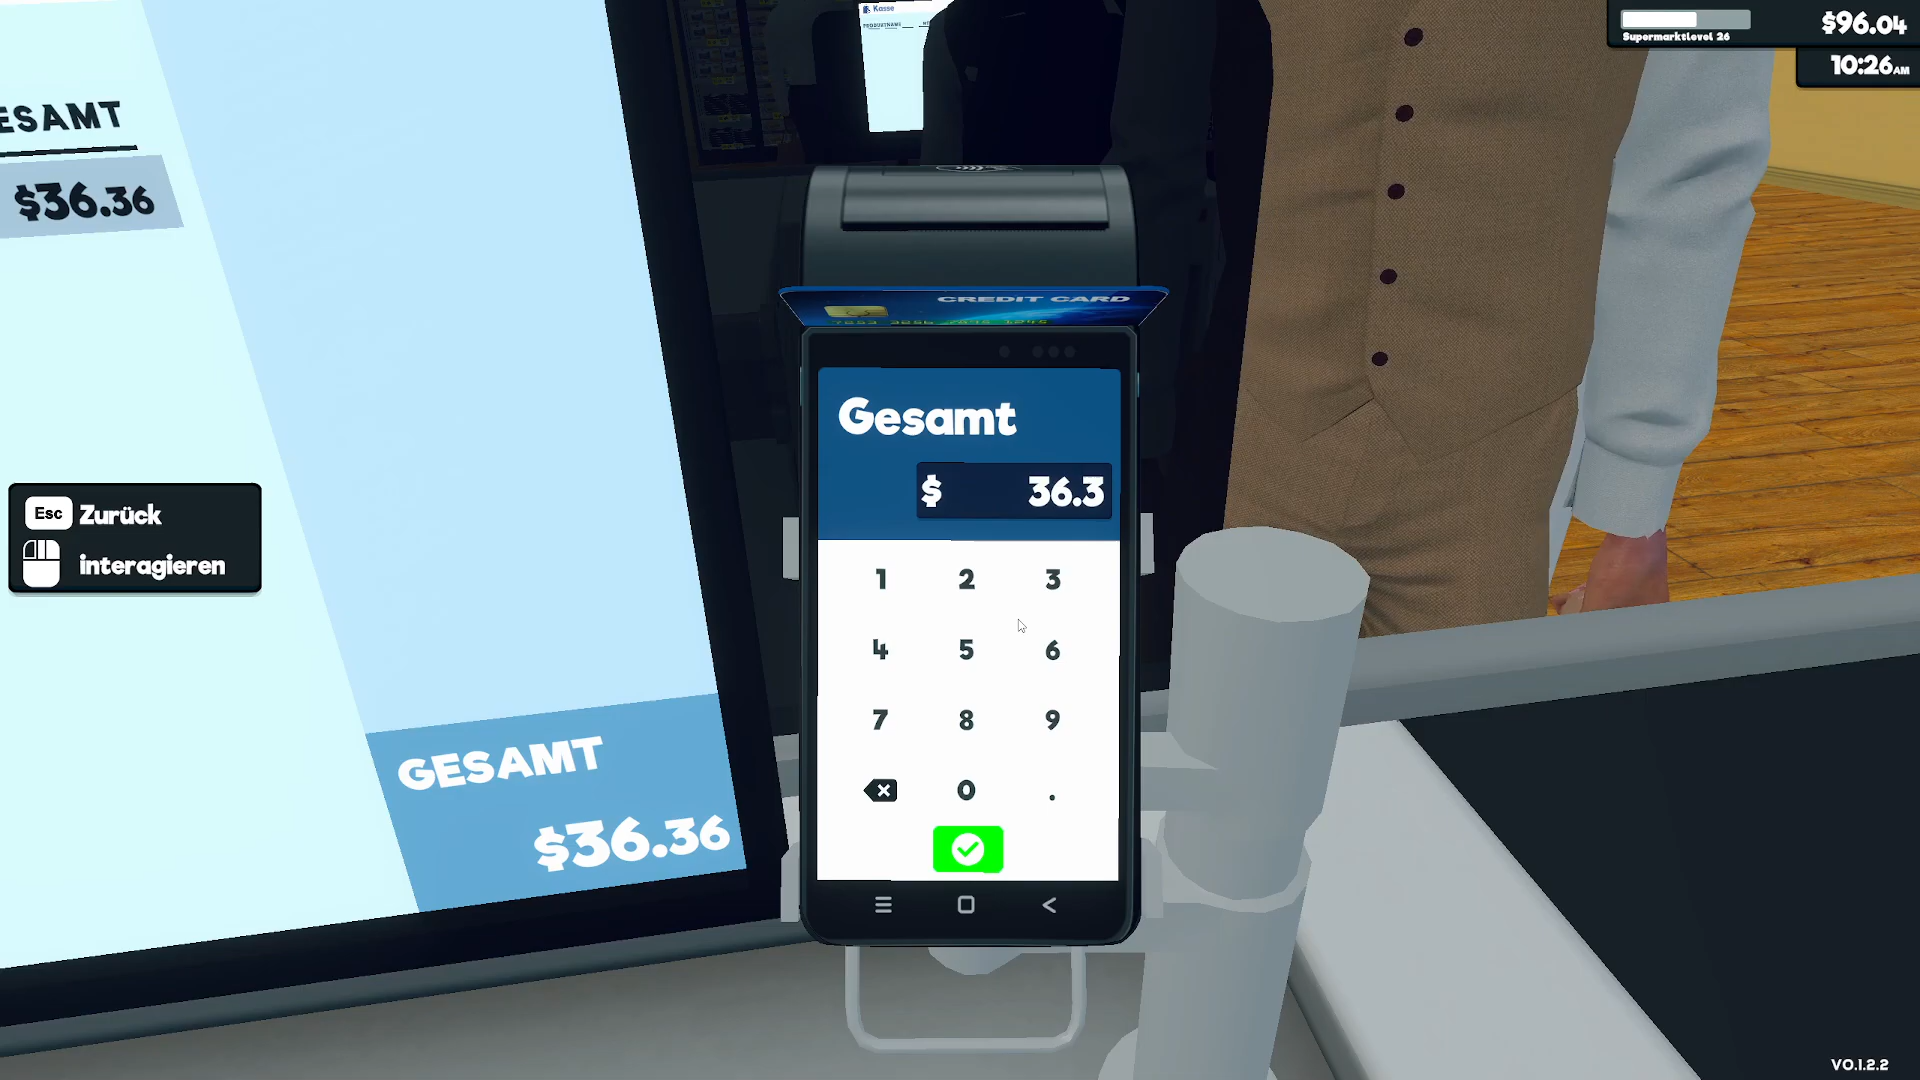 Kasse
PRODUKTNAME
Supermarktlevel 26
$96.04
10:26AM
ESAMT
$36.36
CREDIT CARD
Gesamt
$ 36.3
Esc Zurück
interagieren
1 2 3
4 5 6
7 8 9
0 .
GESAMT
$36.36
V0.1.2.2